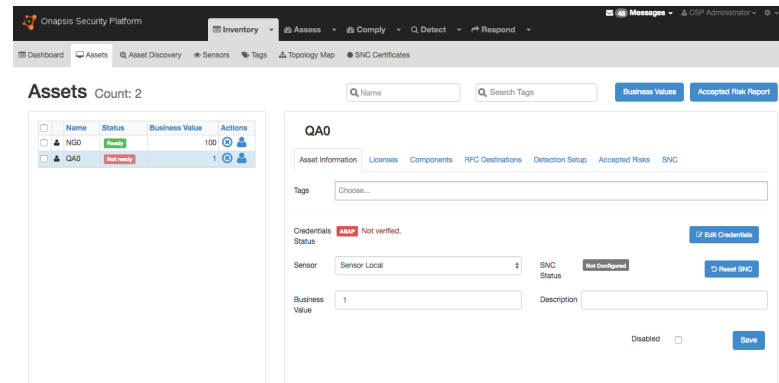 Onapsis Security Platform
48 Messages OSP Administrator
Inventory Assess Comply Detect Respond
Dashboard Assets Asset Discovery Sensors Tags Topology Map SNC Certificates
Assets Count: 2
Name
Search Tags
Business Values
Accepted Risk Report
Name Status Business Value Actions
NG0 Ready 100
QA0 Not ready 1
QA0
Asset Information Licenses Components RFC Destinations Detection Setup Accepted Risks SNC
Tags Choose...
Credentials Status ABAP Not verified.
Edit Credentials
Sensor Sensor Local
SNC Status Not Configured
Reset SNC
Business Value 1
Description
Disabled
Save